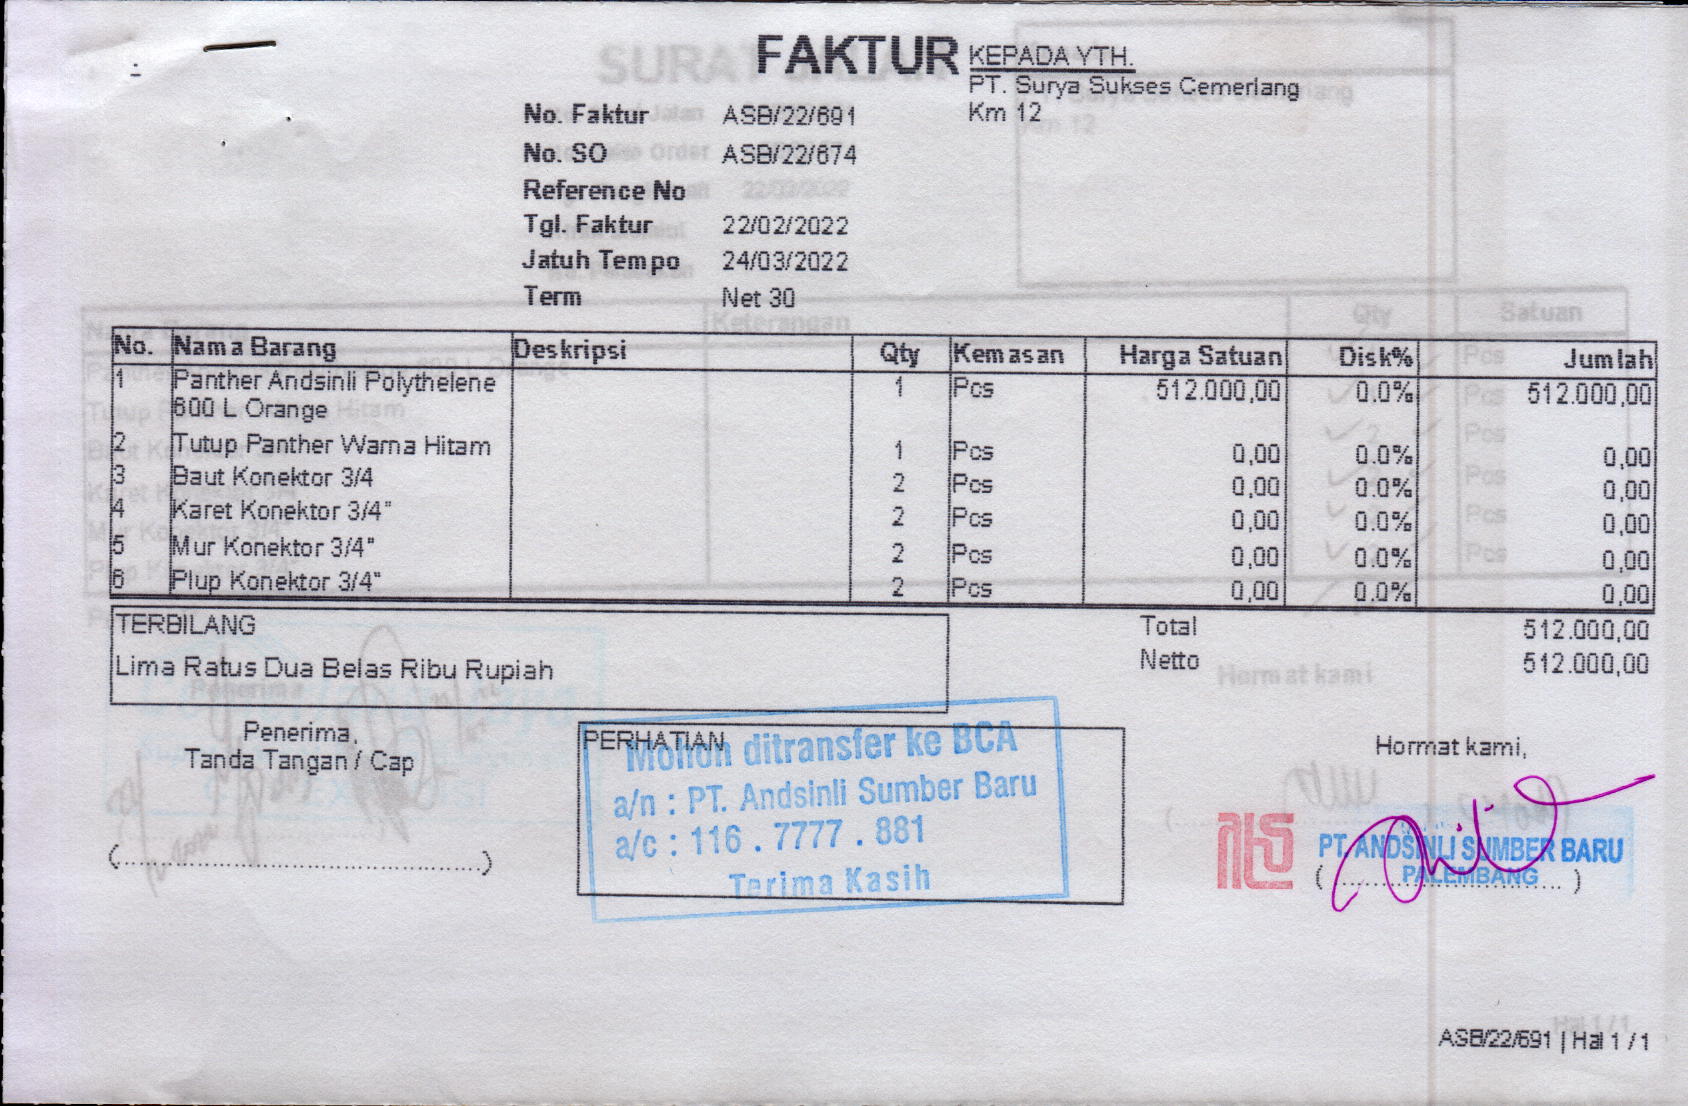 FAKTUR
KEPADA YTH.
PT. Surya Sukses Cemerlang
Km 12
No. Faktur ASB/22/691
No. SO ASB/22/674
Reference No
Tgl. Faktur 22/02/2022
Jatuh Tempo 24/03/2022
Term Net 30
No. Nama Barang Deskripsi Qty Kemasan Harga Satuan Disk% Jumlah
1 Panther Andsinli Polythelene 1 Pcs 512.000,00 0.0% 512.000,00
600 L Orange
2 Tutup Panther Warna Hitam 1 Pcs 0,00 0.0% 0,00
3 Baut Konektor 3/4 2 Pcs 0,00 0.0% 0,00
4 Karet Konektor 3/4" 2 Pcs 0,00 0.0% 0,00
5 Mur Konektor 3/4" 2 Pcs 0,00 0.0% 0,00
6 Plup Konektor 3/4" 2 Pcs 0,00 0.0% 0,00
TERBILANG
Lima Ratus Dua Belas Ribu Rupiah
Total 512.000,00
Netto 512.000,00
Penerima,
Tanda Tangan / Cap
(..............................................)
PERHATIAN
Mohon ditransfer ke BCA
a/n : PT. Andsinli Sumber Baru
a/c : 116 . 7777 . 881
Terima Kasih
Hormat kami,
PT. ANDSINLI SUMBER BARU
PALEMBANG
ASB/22/691 | Hal 1 / 1